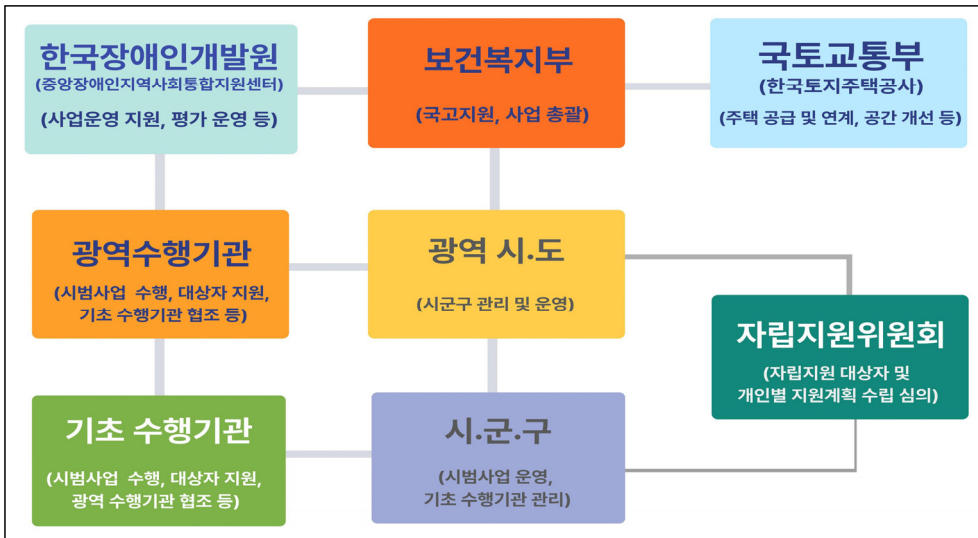 한국장애인개발원
(중앙장애인지역사회통합지원센터)
(사업운영 지원, 평가 운영 등)
보건복지부
(국고지원, 사업 총괄)
국토교통부
(한국토지주택공사)
(주택 공급 및 연계, 공간 개선 등)
광역수행기관
(시범사업 수행, 대상자 지원,
기초 수행기관 협조 등)
광역 시.도
(시군구 관리 및 운영)
자립지원위원회
(자립지원 대상자 및
개인별 지원계획 수립 심의)
기초 수행기관
(시범사업 수행, 대상자 지원,
광역 수행기관 협조 등)
시.군.구
(시범사업 운영,
기초 수행기관 관리)